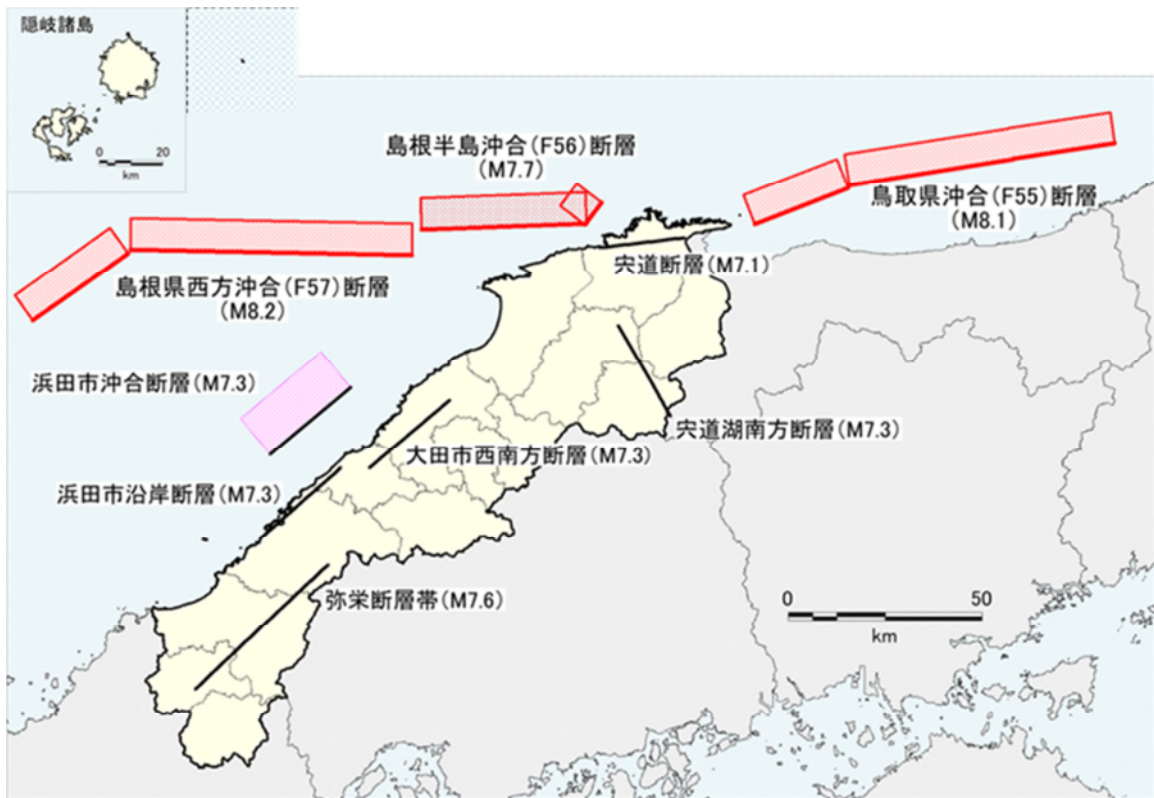 隠岐諸島
0 20
km
島根半島沖合(F56)断層
(M7.7)
鳥取県沖合(F55)断層
(M8.1)
宍道断層(M7.1)
島根県西方沖合(F57)断層
(M8.2)
浜田市沖合断層(M7.3)
宍道湖南方断層(M7.3)
大田市西南方断層(M7.3)
浜田市沿岸断層(M7.3)
弥栄断層帯(M7.6)
0 50
km